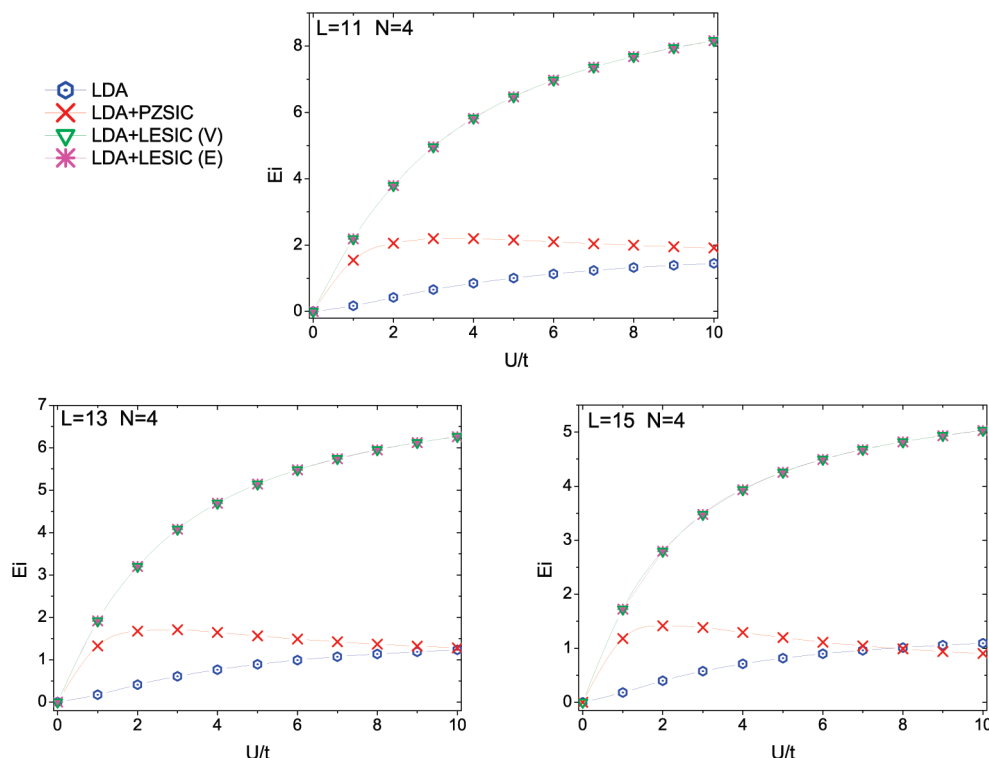 L=11 N=4
LDA
LDA+PZSIC
LDA+LESIC (V)
LDA+LESIC (E)
8
6
4
2
0
Ei
0 2 4 6 8 10
U/t
L=13 N=4
7
6
5
4
3
2
1
0
Ei
0 2 4 6 8 10
U/t
L=15 N=4
5
4
3
2
1
0
Ei
0 2 4 6 8 10
U/t